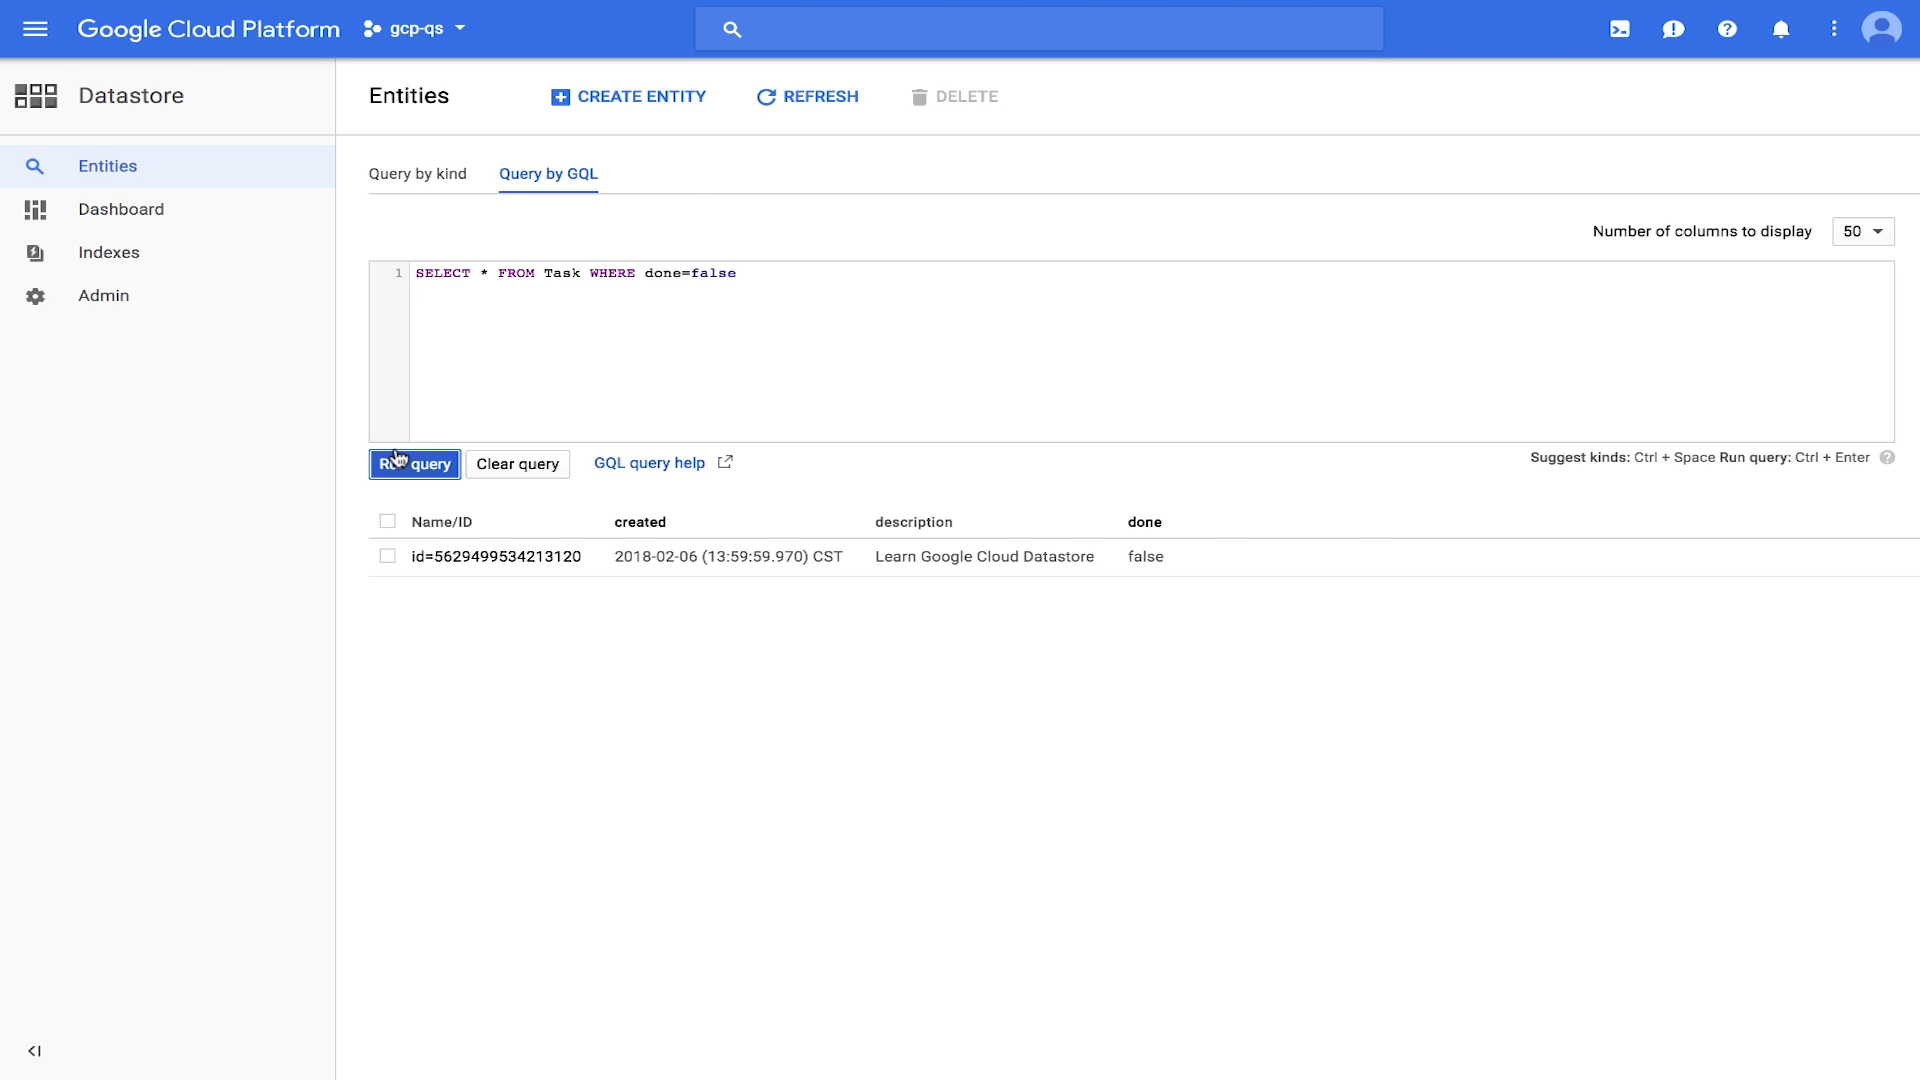 Google Cloud Platform gcp-qs
Datastore
Entities
CREATE ENTITY
REFRESH
DELETE
Entities
Dashboard
Indexes
Admin
Query by kind
Query by GQL
Number of columns to display 50
1 SELECT * FROM Task WHERE done=false
Run query
Clear query
GQL query help
Suggest kinds: Ctrl + Space Run query: Ctrl + Enter
Name/ID created description done
id=5629499534213120 2018-02-06 (13:59:59.970) CST Learn Google Cloud Datastore false